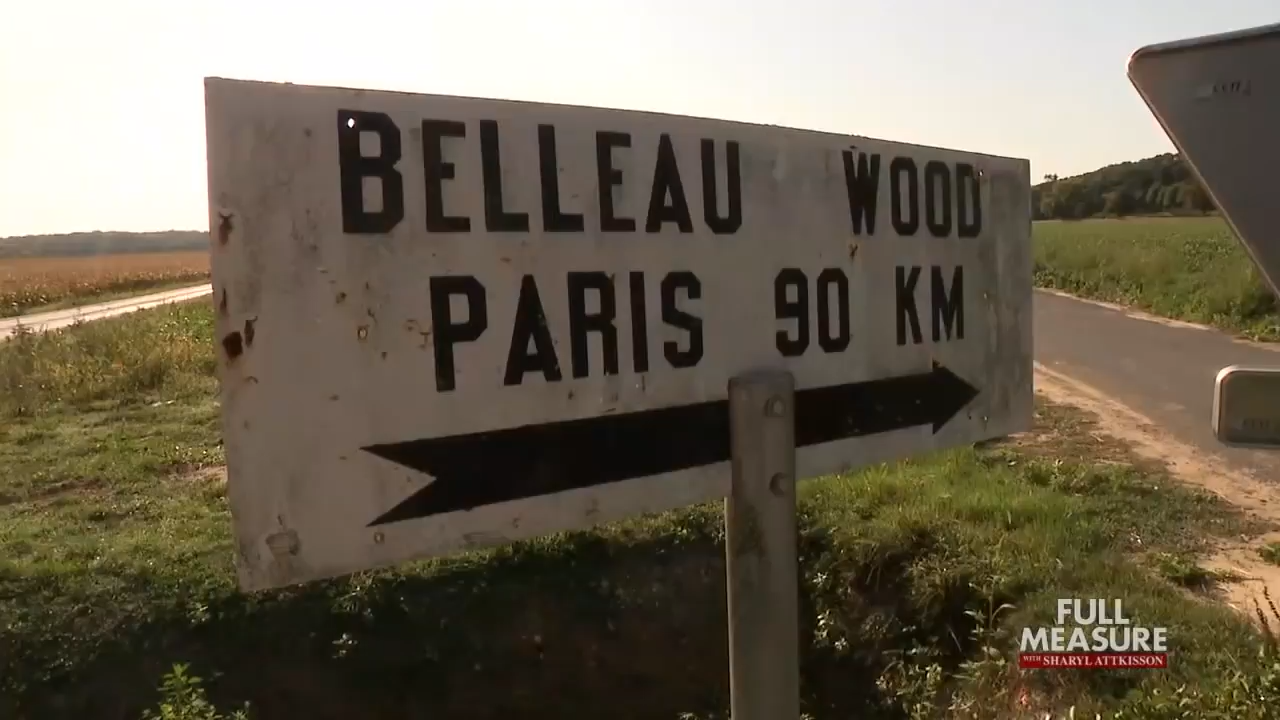 BELLEAU WOOD
PARIS 90 KM
FULL
MEASURE
WITH SHARYL ATTKISSON